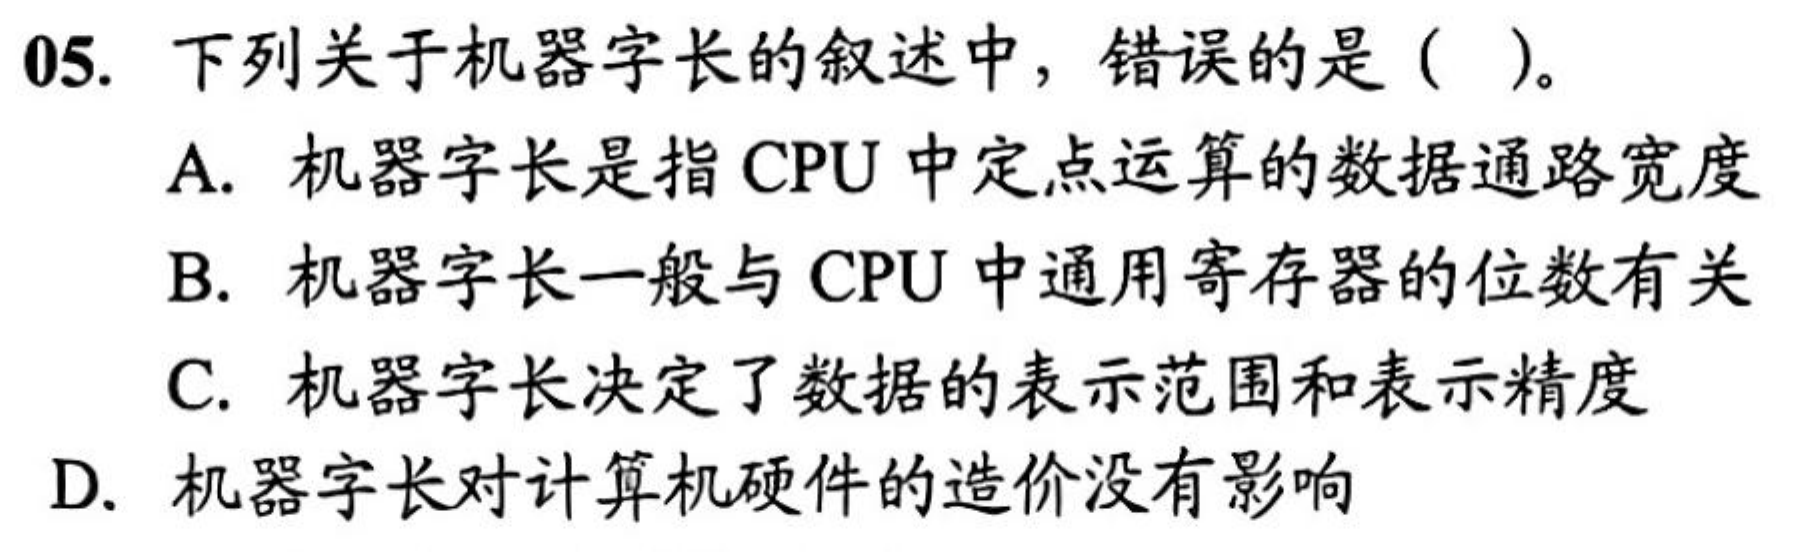 05. 下列关于机器字长的叙述中，错误的是（ ）。
A. 机器字长是指 CPU 中定点运算的数据通路宽度
B. 机器字长一般与 CPU 中通用寄存器的位数有关
C. 机器字长决定了数据的表示范围和表示精度
D. 机器字长对计算机硬件的造价没有影响